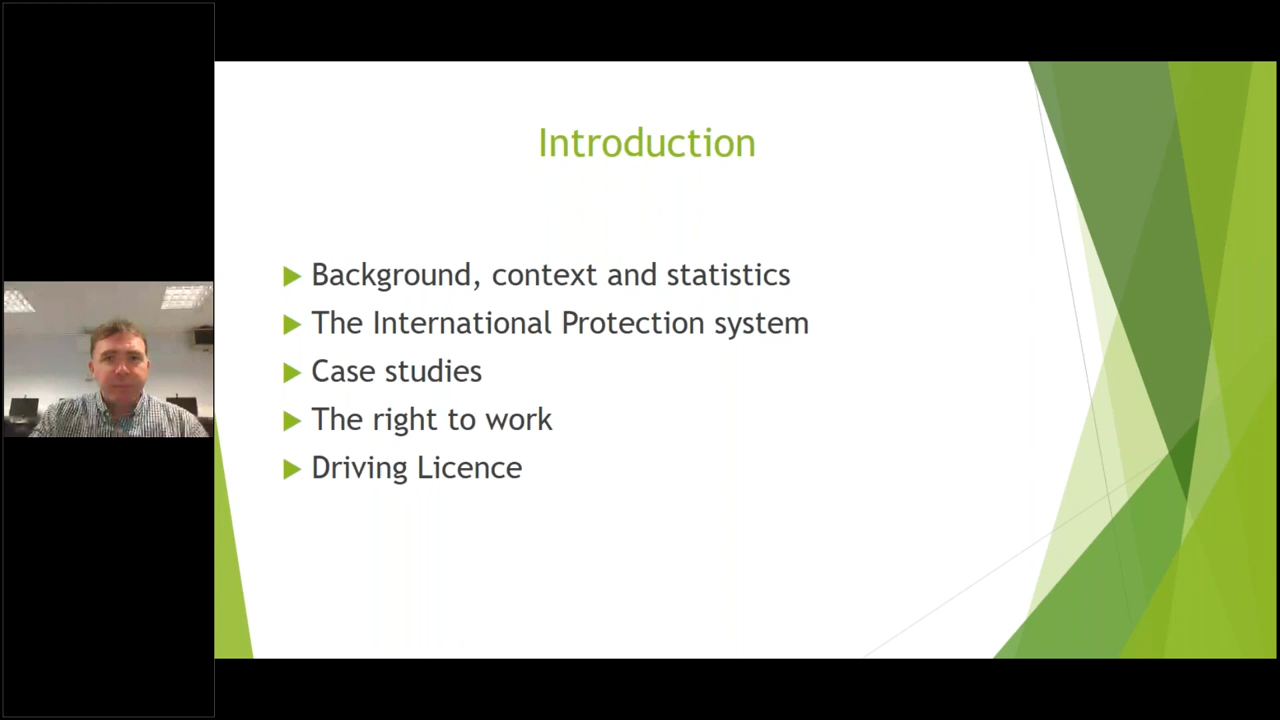 Introduction
Background, context and statistics
The International Protection system
Case studies
The right to work
Driving Licence